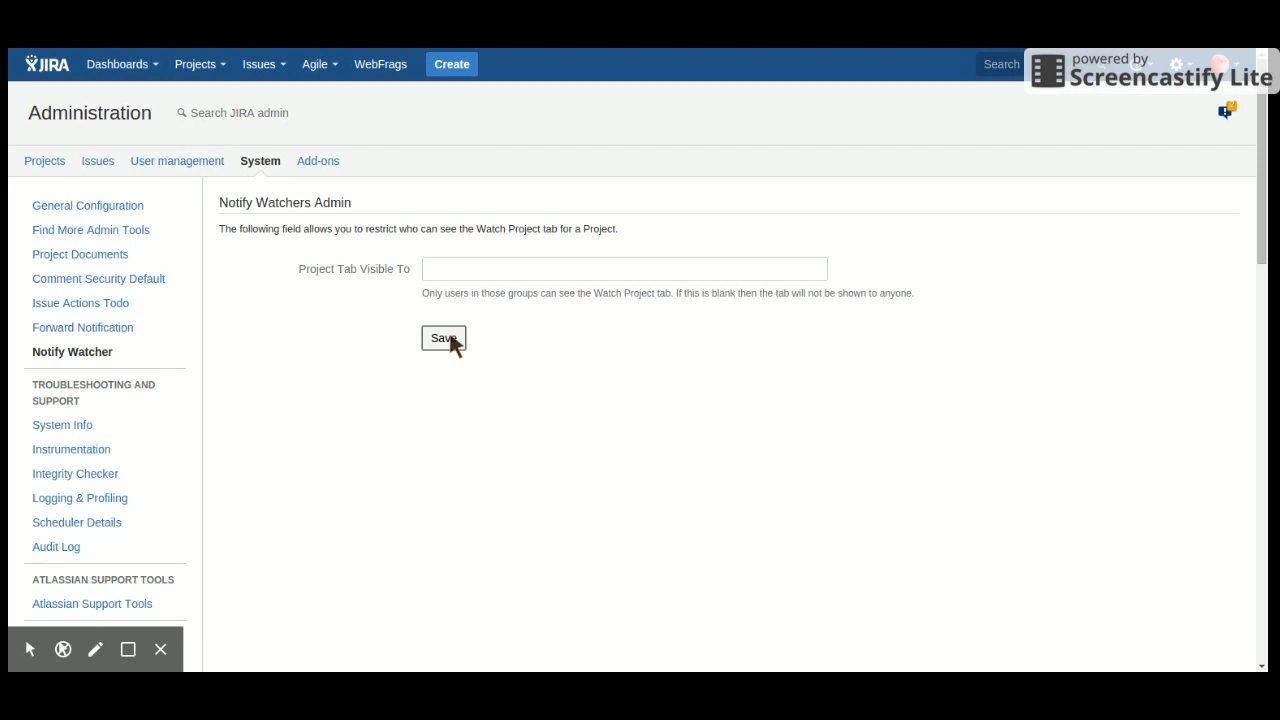 JIRA Dashboards Projects Issues Agile WebFrags Create Search
powered by
Screencastify Lite
Administration Search JIRA admin
Projects Issues User management System Add-ons
General Configuration
Find More Admin Tools
Project Documents
Comment Security Default
Issue Actions Todo
Forward Notification
Notify Watcher
TROUBLESHOOTING AND
SUPPORT
System Info
Instrumentation
Integrity Checker
Logging & Profiling
Scheduler Details
Audit Log
ATLASSIAN SUPPORT TOOLS
Atlassian Support Tools
Notify Watchers Admin
The following field allows you to restrict who can see the Watch Project tab for a Project.
Project Tab Visible To
Only users in those groups can see the Watch Project tab. If this is blank then the tab will not be shown to anyone.
Save